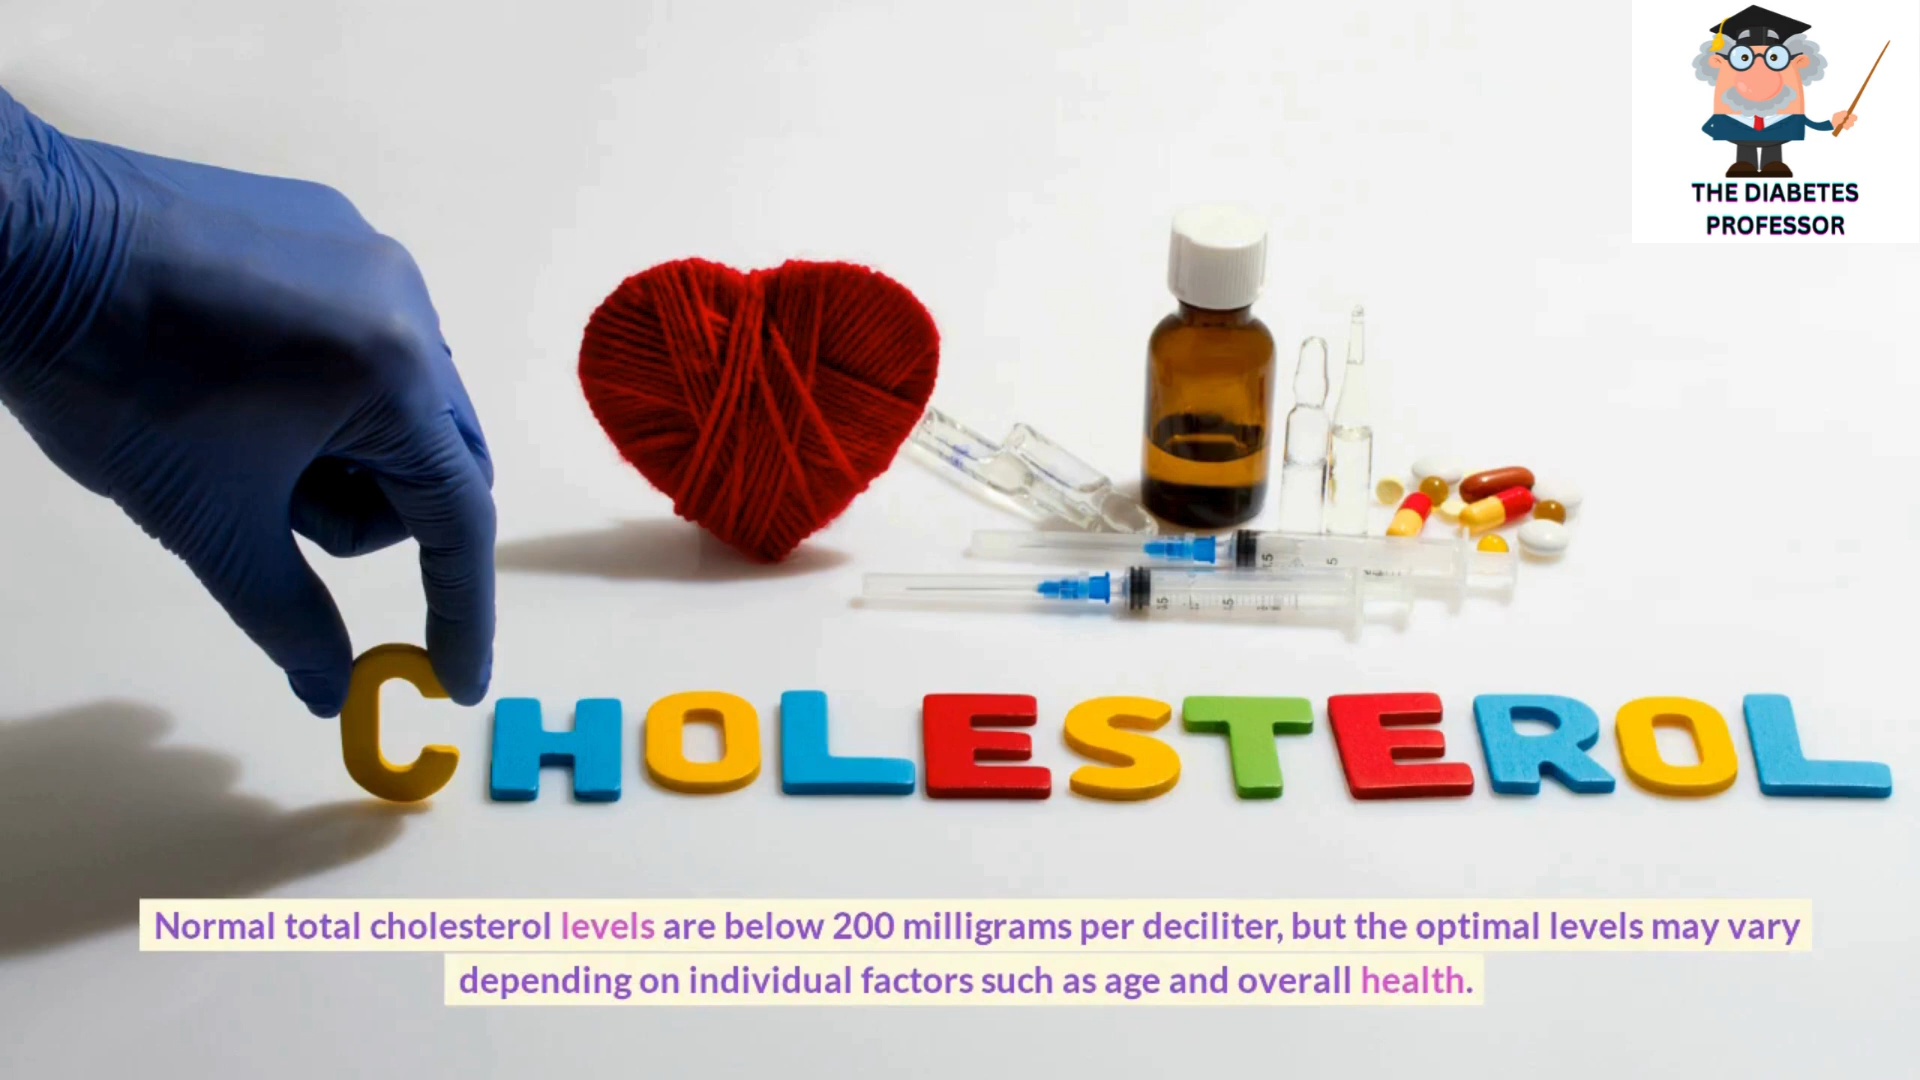 THE DIABETES
PROFESSOR
CHOLESTEROL
Normal total cholesterol levels are below 200 milligrams per deciliter, but the optimal levels may vary
depending on individual factors such as age and overall health.